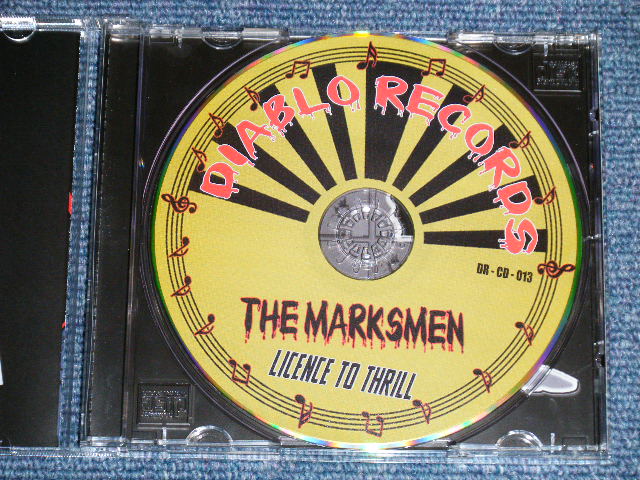 DIABLO RECORDS
DR - CD - 013
THE MARKSMEN
LICENCE TO THRILL